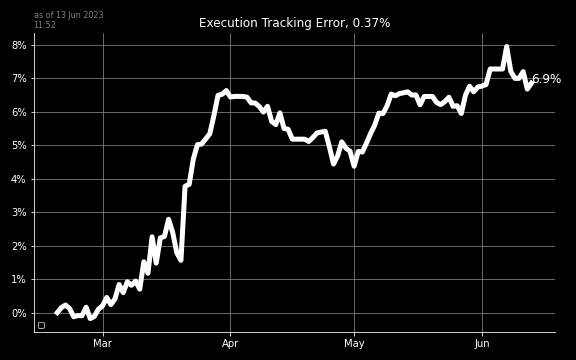 as of 13 Jun 2023
11:52
Execution Tracking Error, 0.37%
8%
7%
6%
5%
4%
3%
2%
1%
0%
6.9%
Mar
Apr
May
Jun